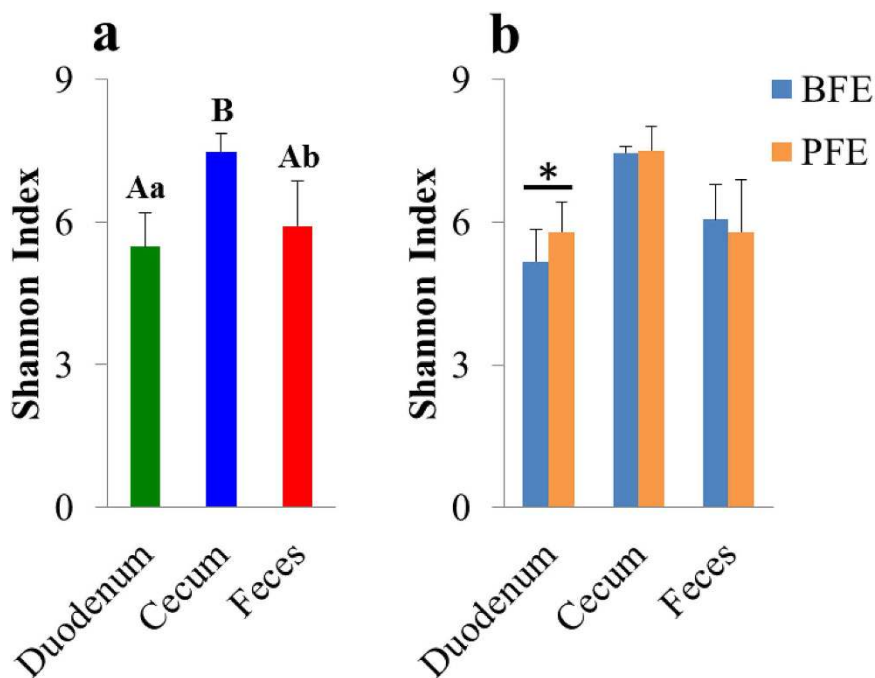 a
Shannon Index
9
6
3
0
Aa
B
Ab
Duodenum
Cecum
Feces
b
Shannon Index
9
6
3
0
*
Duodenum
Cecum
Feces
BFE
PFE